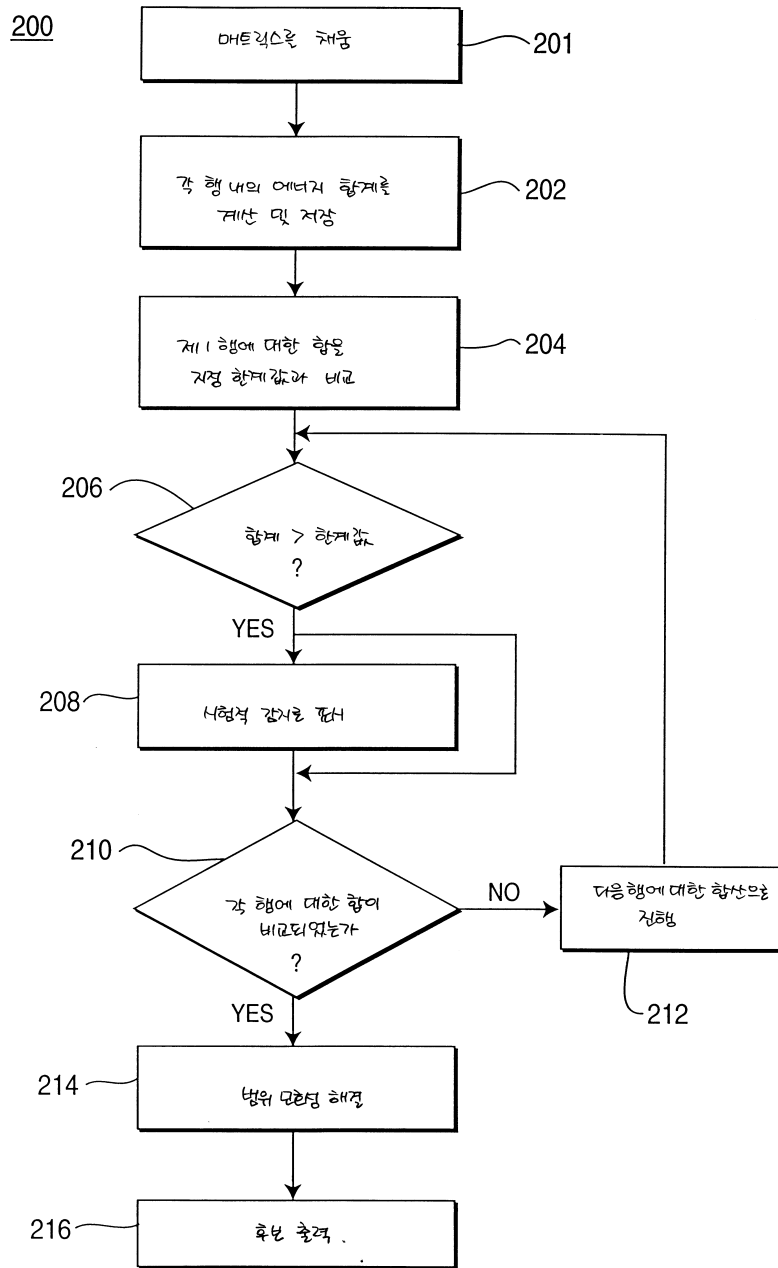 200
매트릭스를 채움
201
각 행 내의 에너지 합계를
계산 및 저장
202
제1 행에 대한 합을
지정 한계값과 비교
204
206
합계 > 한계값
?
YES
208
시험적 감지로 표시
210
각 행에 대한 합이
비교되었는가
?
NO
다음행에 대한 합산으로
진행
212
YES
214
범위 모호성 해결
216
후보 출력.